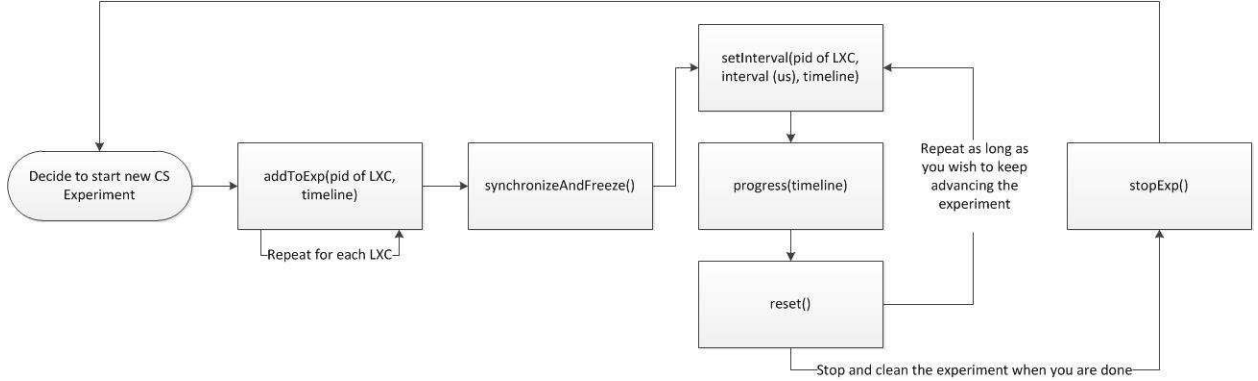 Decide to start new CS
Experiment
addToExp(pid of LXC,
timeline)
Repeat for each LXC
synchronizeAndFreeze()
setInterval(pid of LXC,
interval (us), timeline)
progress(timeline)
reset()
Repeat as long as
you wish to keep
advancing the
experiment
Stop and clean the experiment when you are done
stopExp()